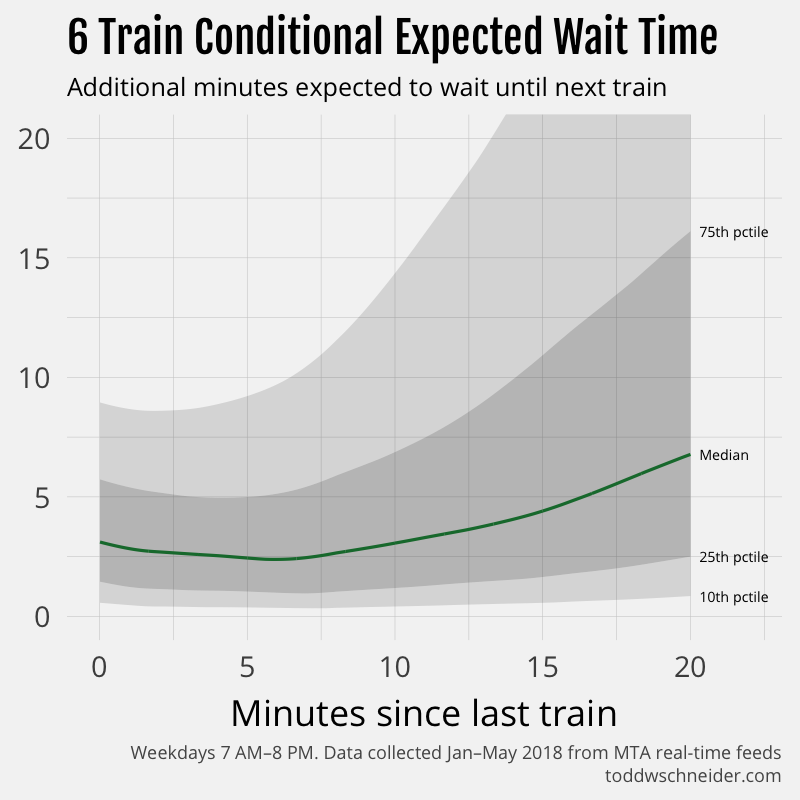 6 Train Conditional Expected Wait Time
Additional minutes expected to wait until next train
20
15
10
5
0
75th pctile
Median
25th pctile
10th pctile
0 5 10 15 20
Minutes since last train
Weekdays 7 AM–8 PM. Data collected Jan–May 2018 from MTA real-time feeds
toddwschneider.com